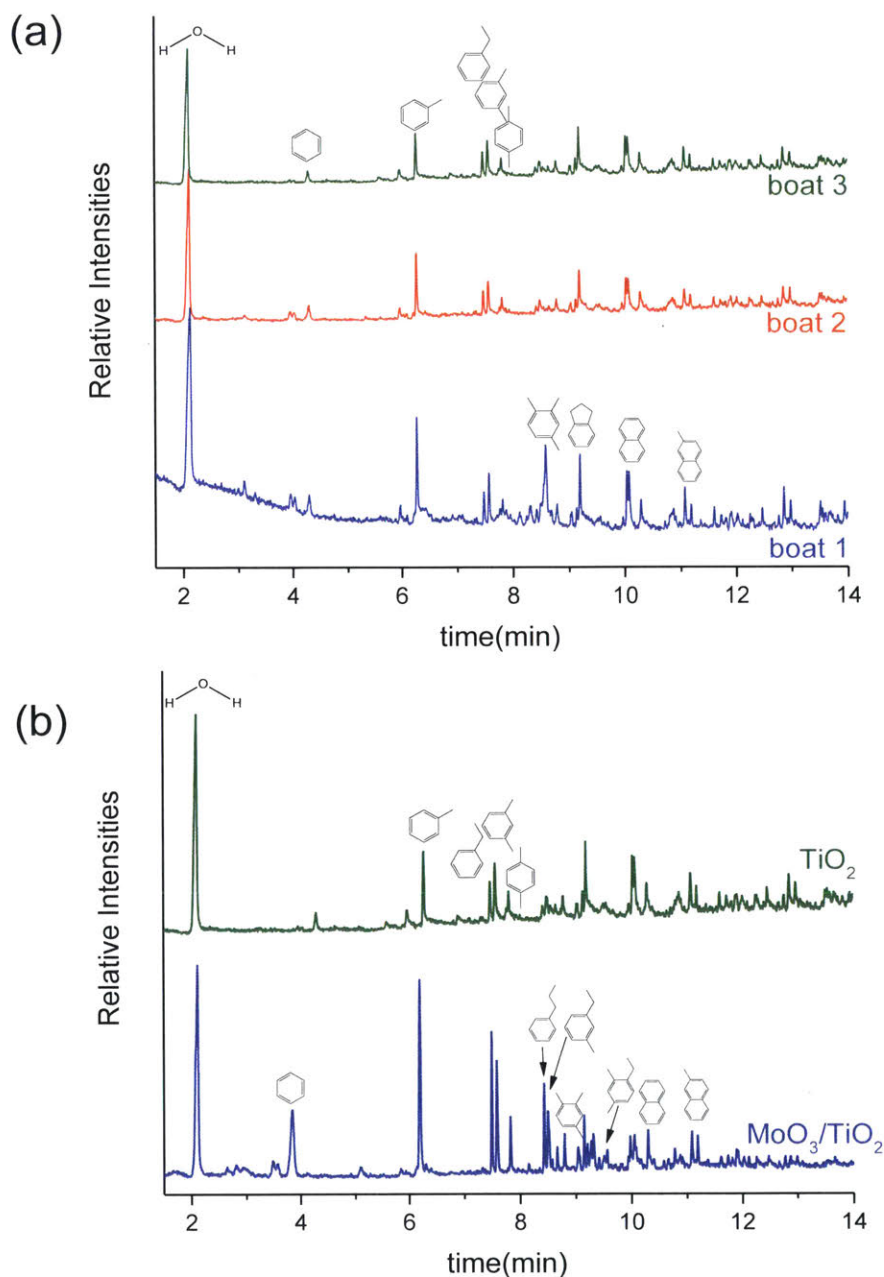 (a)
H O H
Relative Intensities
boat 3
boat 2
boat 1
2 4 6 8 10 12 14
time(min)
(b)
H O H
Relative Intensities
TiO₂
MoO₃/TiO₂
2 4 6 8 10 12 14
time(min)